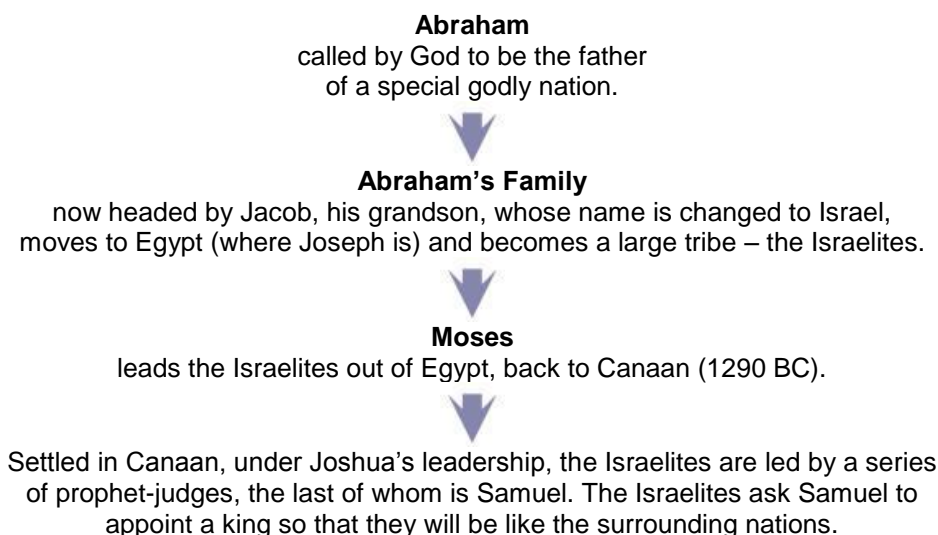 Abraham
called by God to be the father
of a special godly nation.
Abraham's Family
now headed by Jacob, his grandson, whose name is changed to Israel,
moves to Egypt (where Joseph is) and becomes a large tribe – the Israelites.
Moses
leads the Israelites out of Egypt, back to Canaan (1290 BC).
Settled in Canaan, under Joshua's leadership, the Israelites are led by a series
of prophet-judges, the last of whom is Samuel. The Israelites ask Samuel to
appoint a king so that they will be like the surrounding nations.